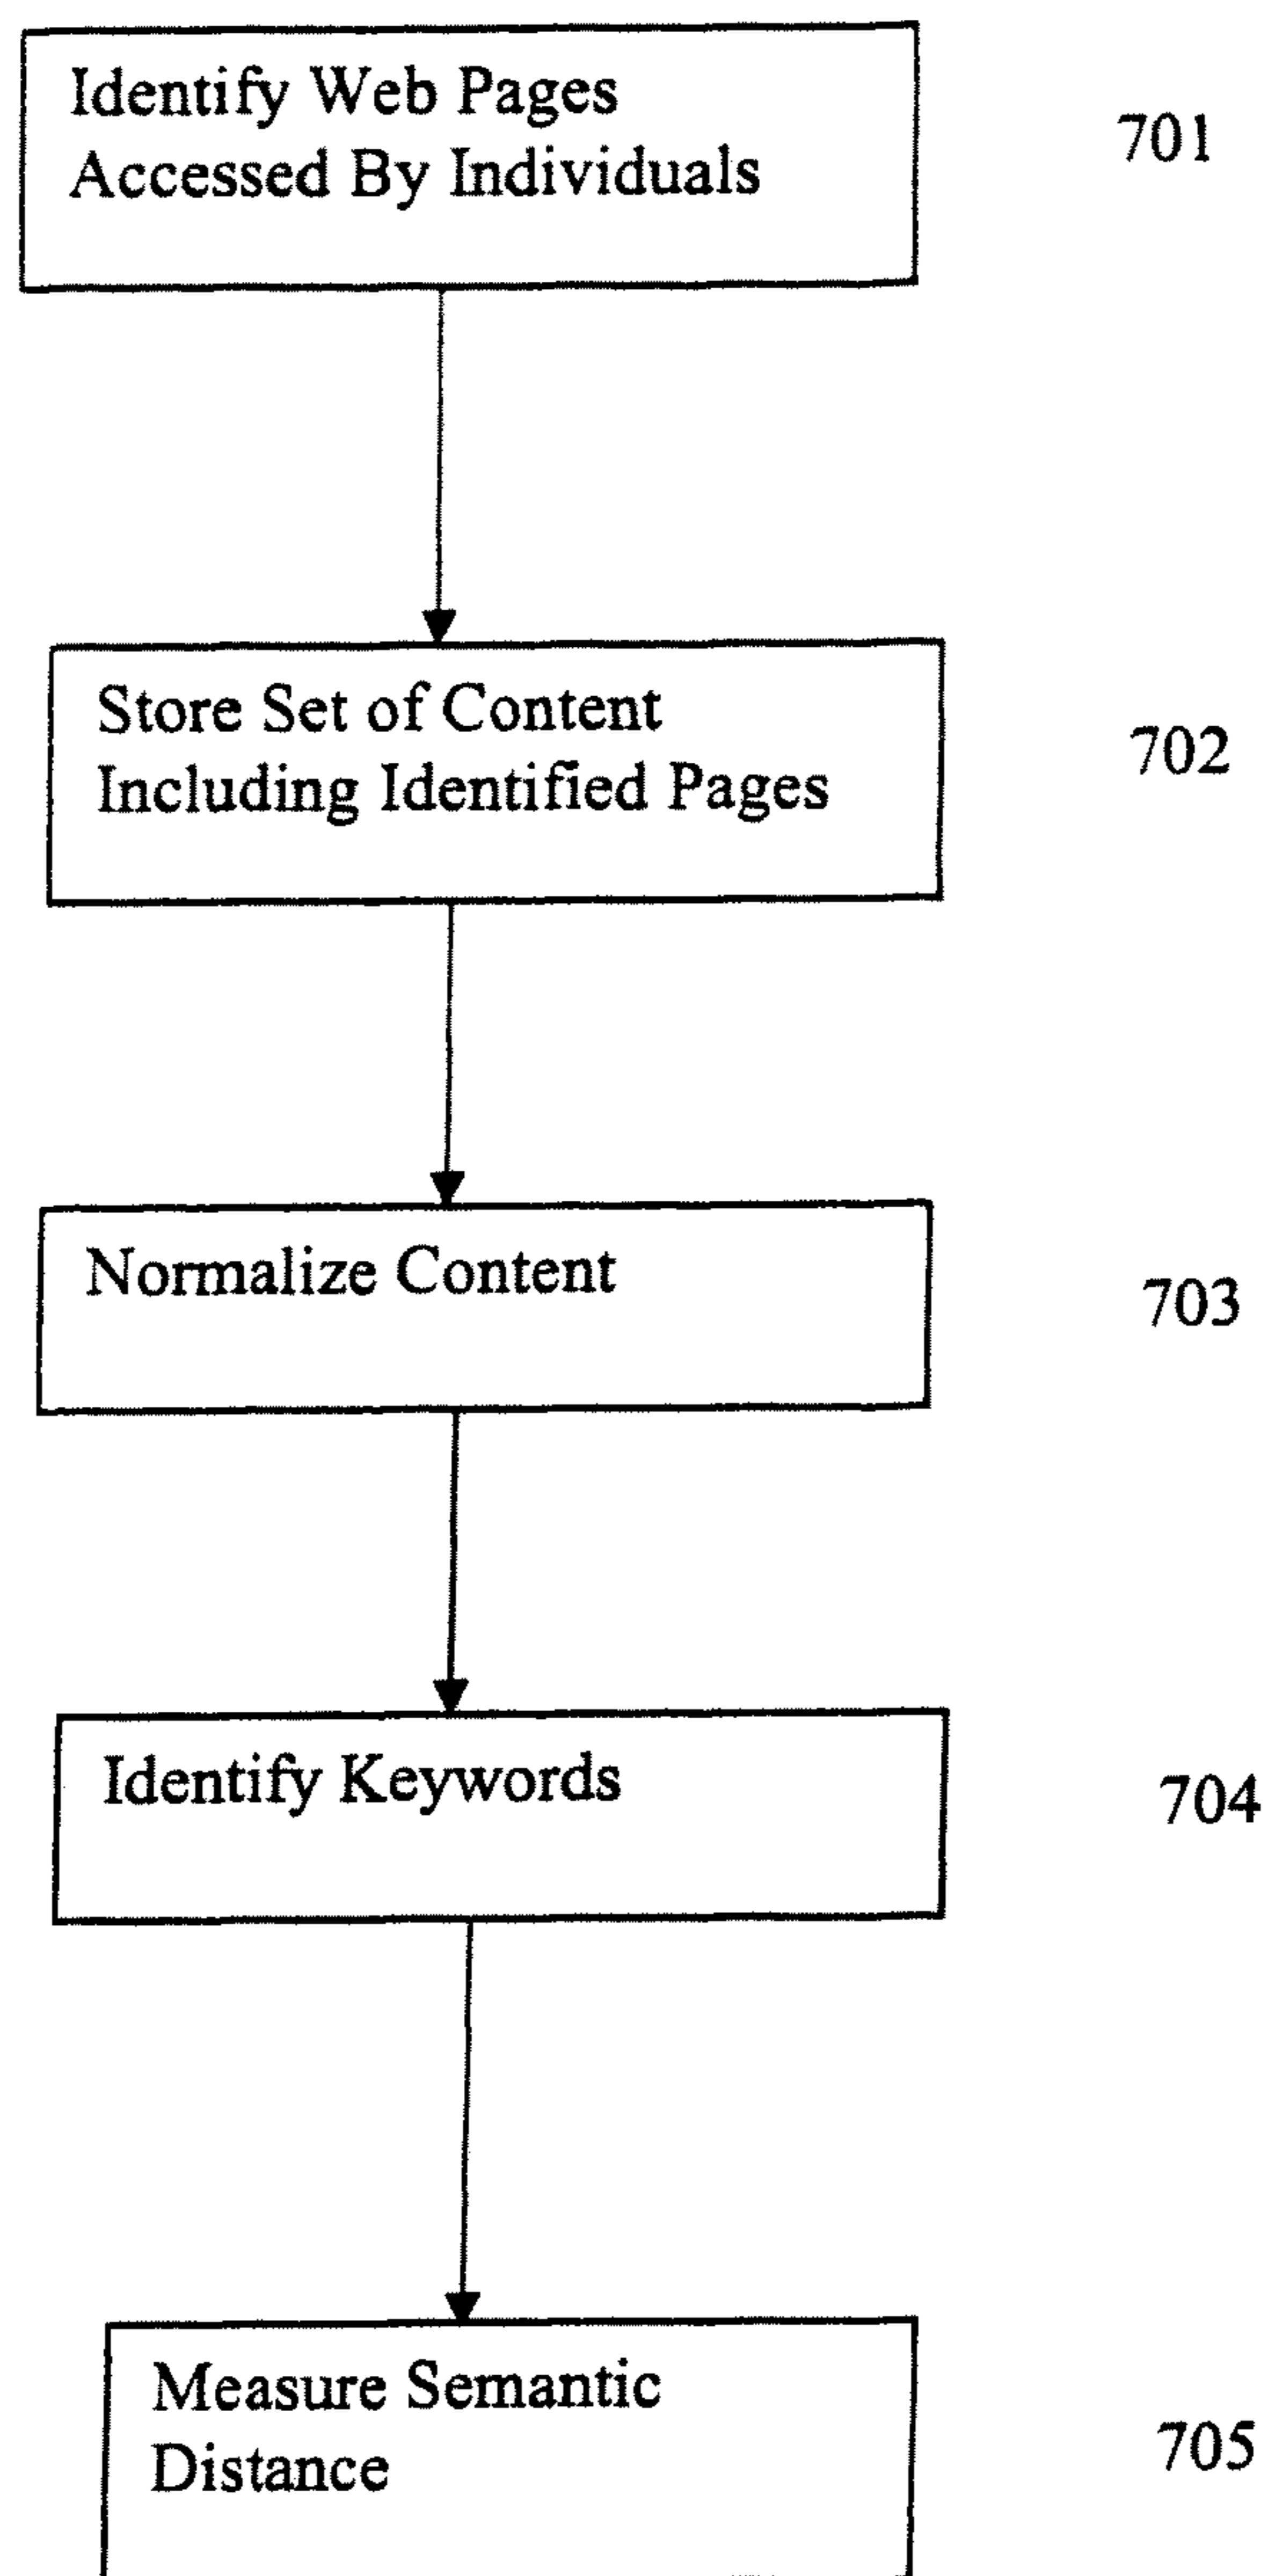 Identify Web Pages
Accessed By Individuals
701
Store Set of Content
Including Identified Pages
702
Normalize Content
703
Identify Keywords
704
Measure Semantic
Distance
705